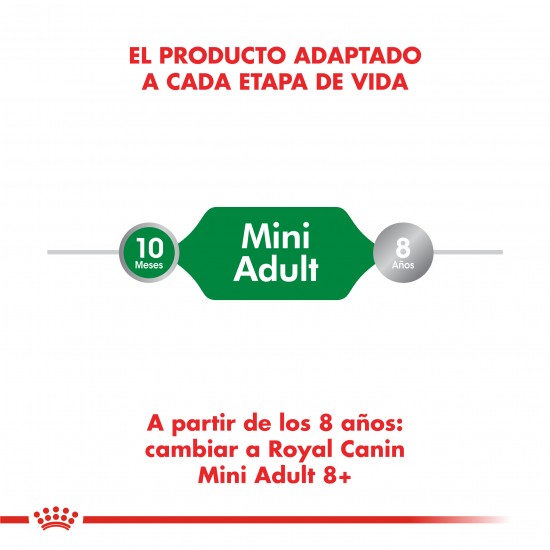 EL PRODUCTO ADAPTADO
A CADA ETAPA DE VIDA
10
Meses
Mini
Adult
8
Años
A partir de los 8 años:
cambiar a Royal Canin
Mini Adult 8+